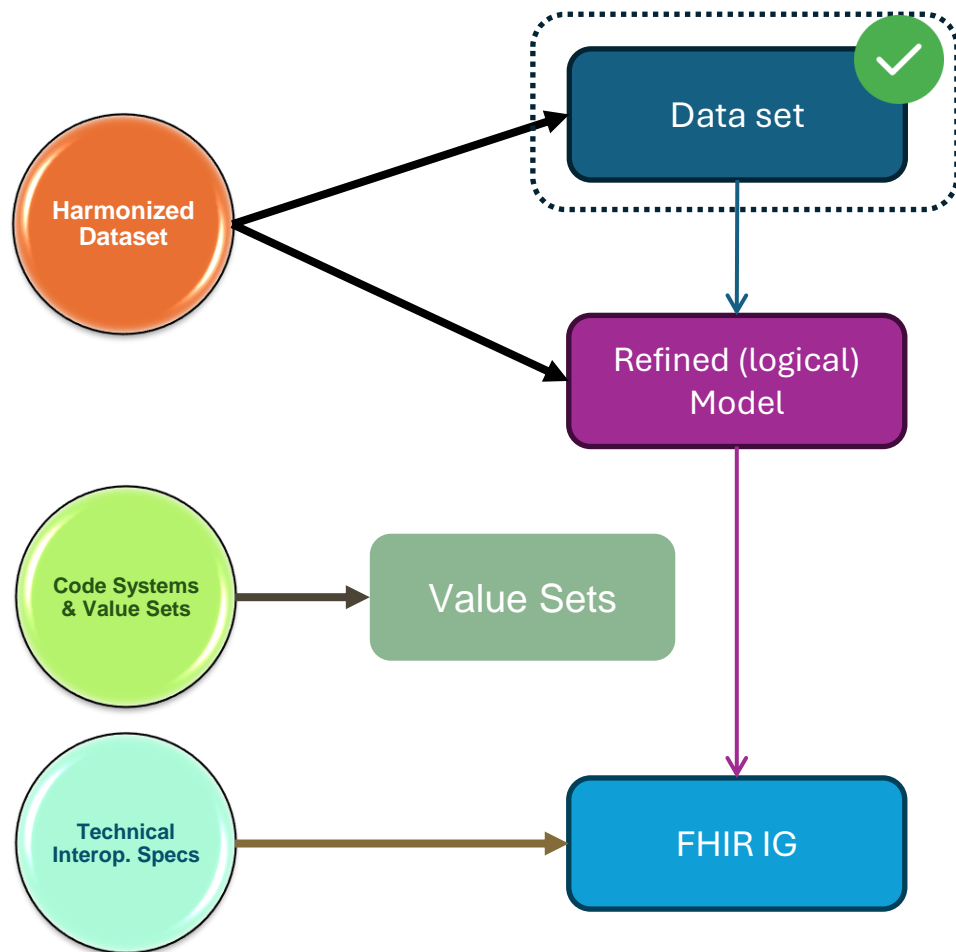 Data set
Harmonized
Dataset
Refined (logical)
Model
Code Systems
& Value Sets
Value Sets
Technical
Interop. Specs
FHIR IG